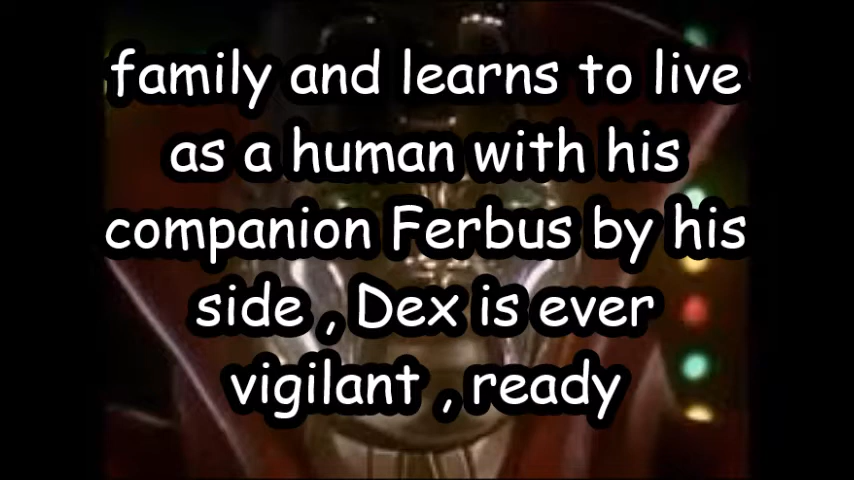 family and learns to live
as a human with his
companion Ferbus by his
side , Dex is ever
vigilant , ready